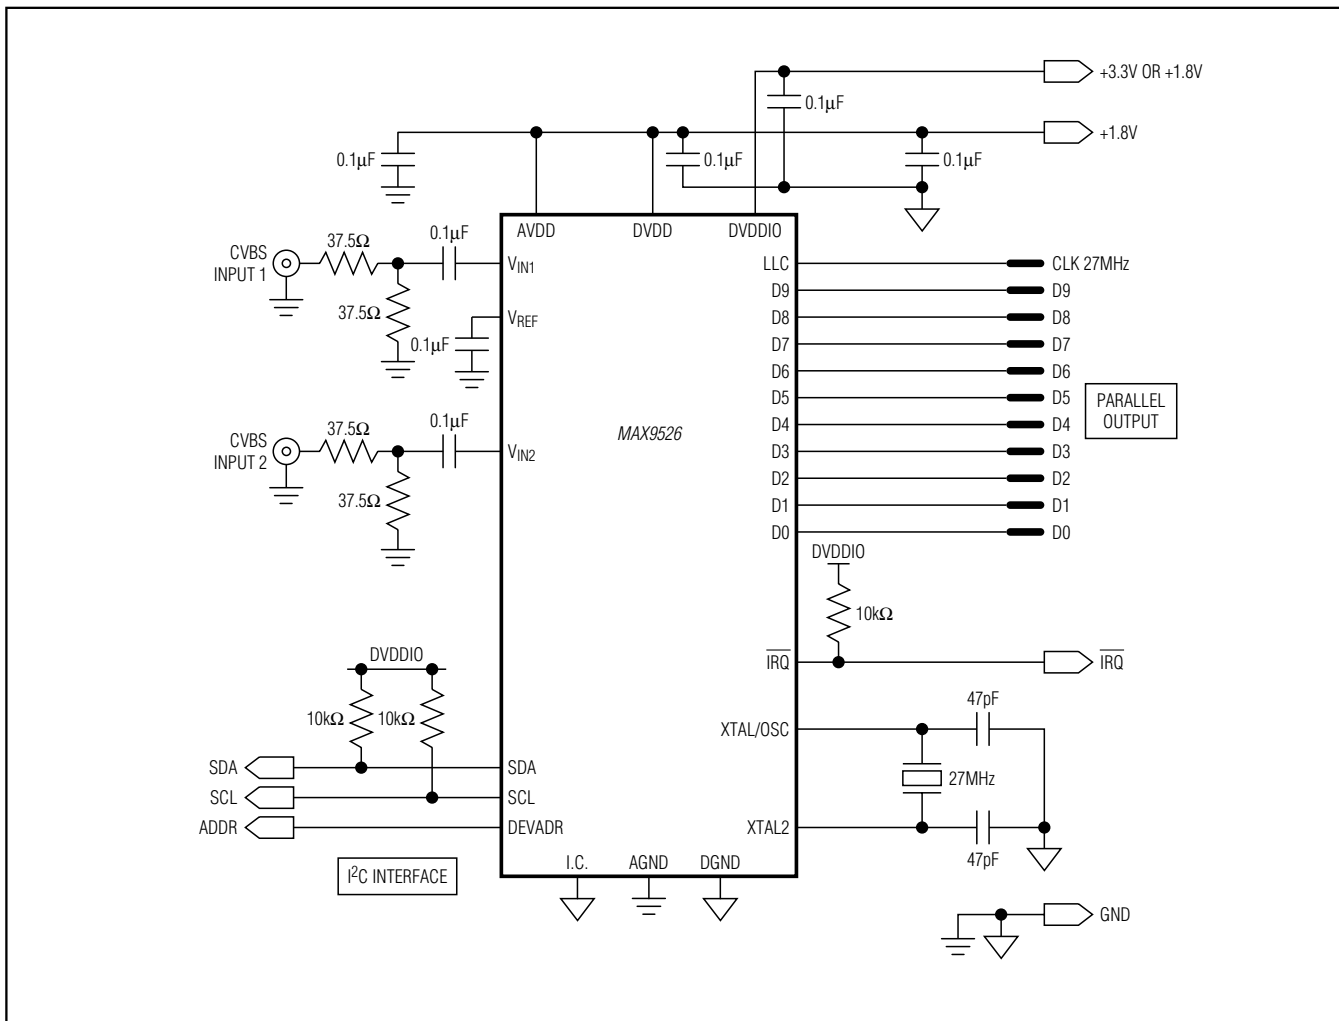 +3.3V OR +1.8V
0.1µF
+1.8V
0.1µF
0.1µF
0.1µF
AVDD
DVDD
DVDDIO
CVBS
INPUT 1
37.5Ω
0.1µF
VIN1
37.5Ω
VREF
0.1µF
CVBS
INPUT 2
37.5Ω
0.1µF
VIN2
37.5Ω
MAX9526
LLC
CLK 27MHz
D9
D9
D8
D8
D7
D7
D6
D6
D5
D5
D4
D4
D3
D3
D2
D2
D1
D1
D0
D0
PARALLEL
OUTPUT
DVDDIO
10kΩ
IRQ
IRQ
DVDDIO
10kΩ
10kΩ
SDA
SDA
SCL
SCL
ADDR
DEVADR
I2C INTERFACE
XTAL/OSC
47pF
27MHz
XTAL2
47pF
I.C.
AGND
DGND
GND